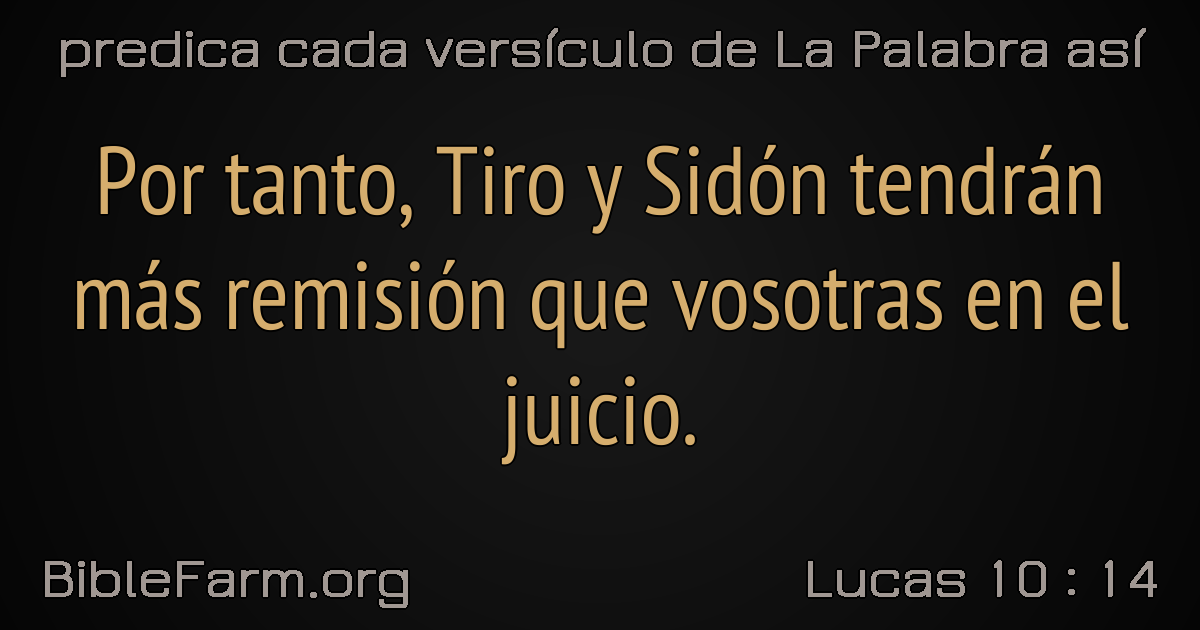 predica cada versículo de La Palabra así
Por tanto, Tiro y Sidón tendrán
más remisión que vosotras en el
juicio.
BibleFarm.org
Lucas 10 : 14